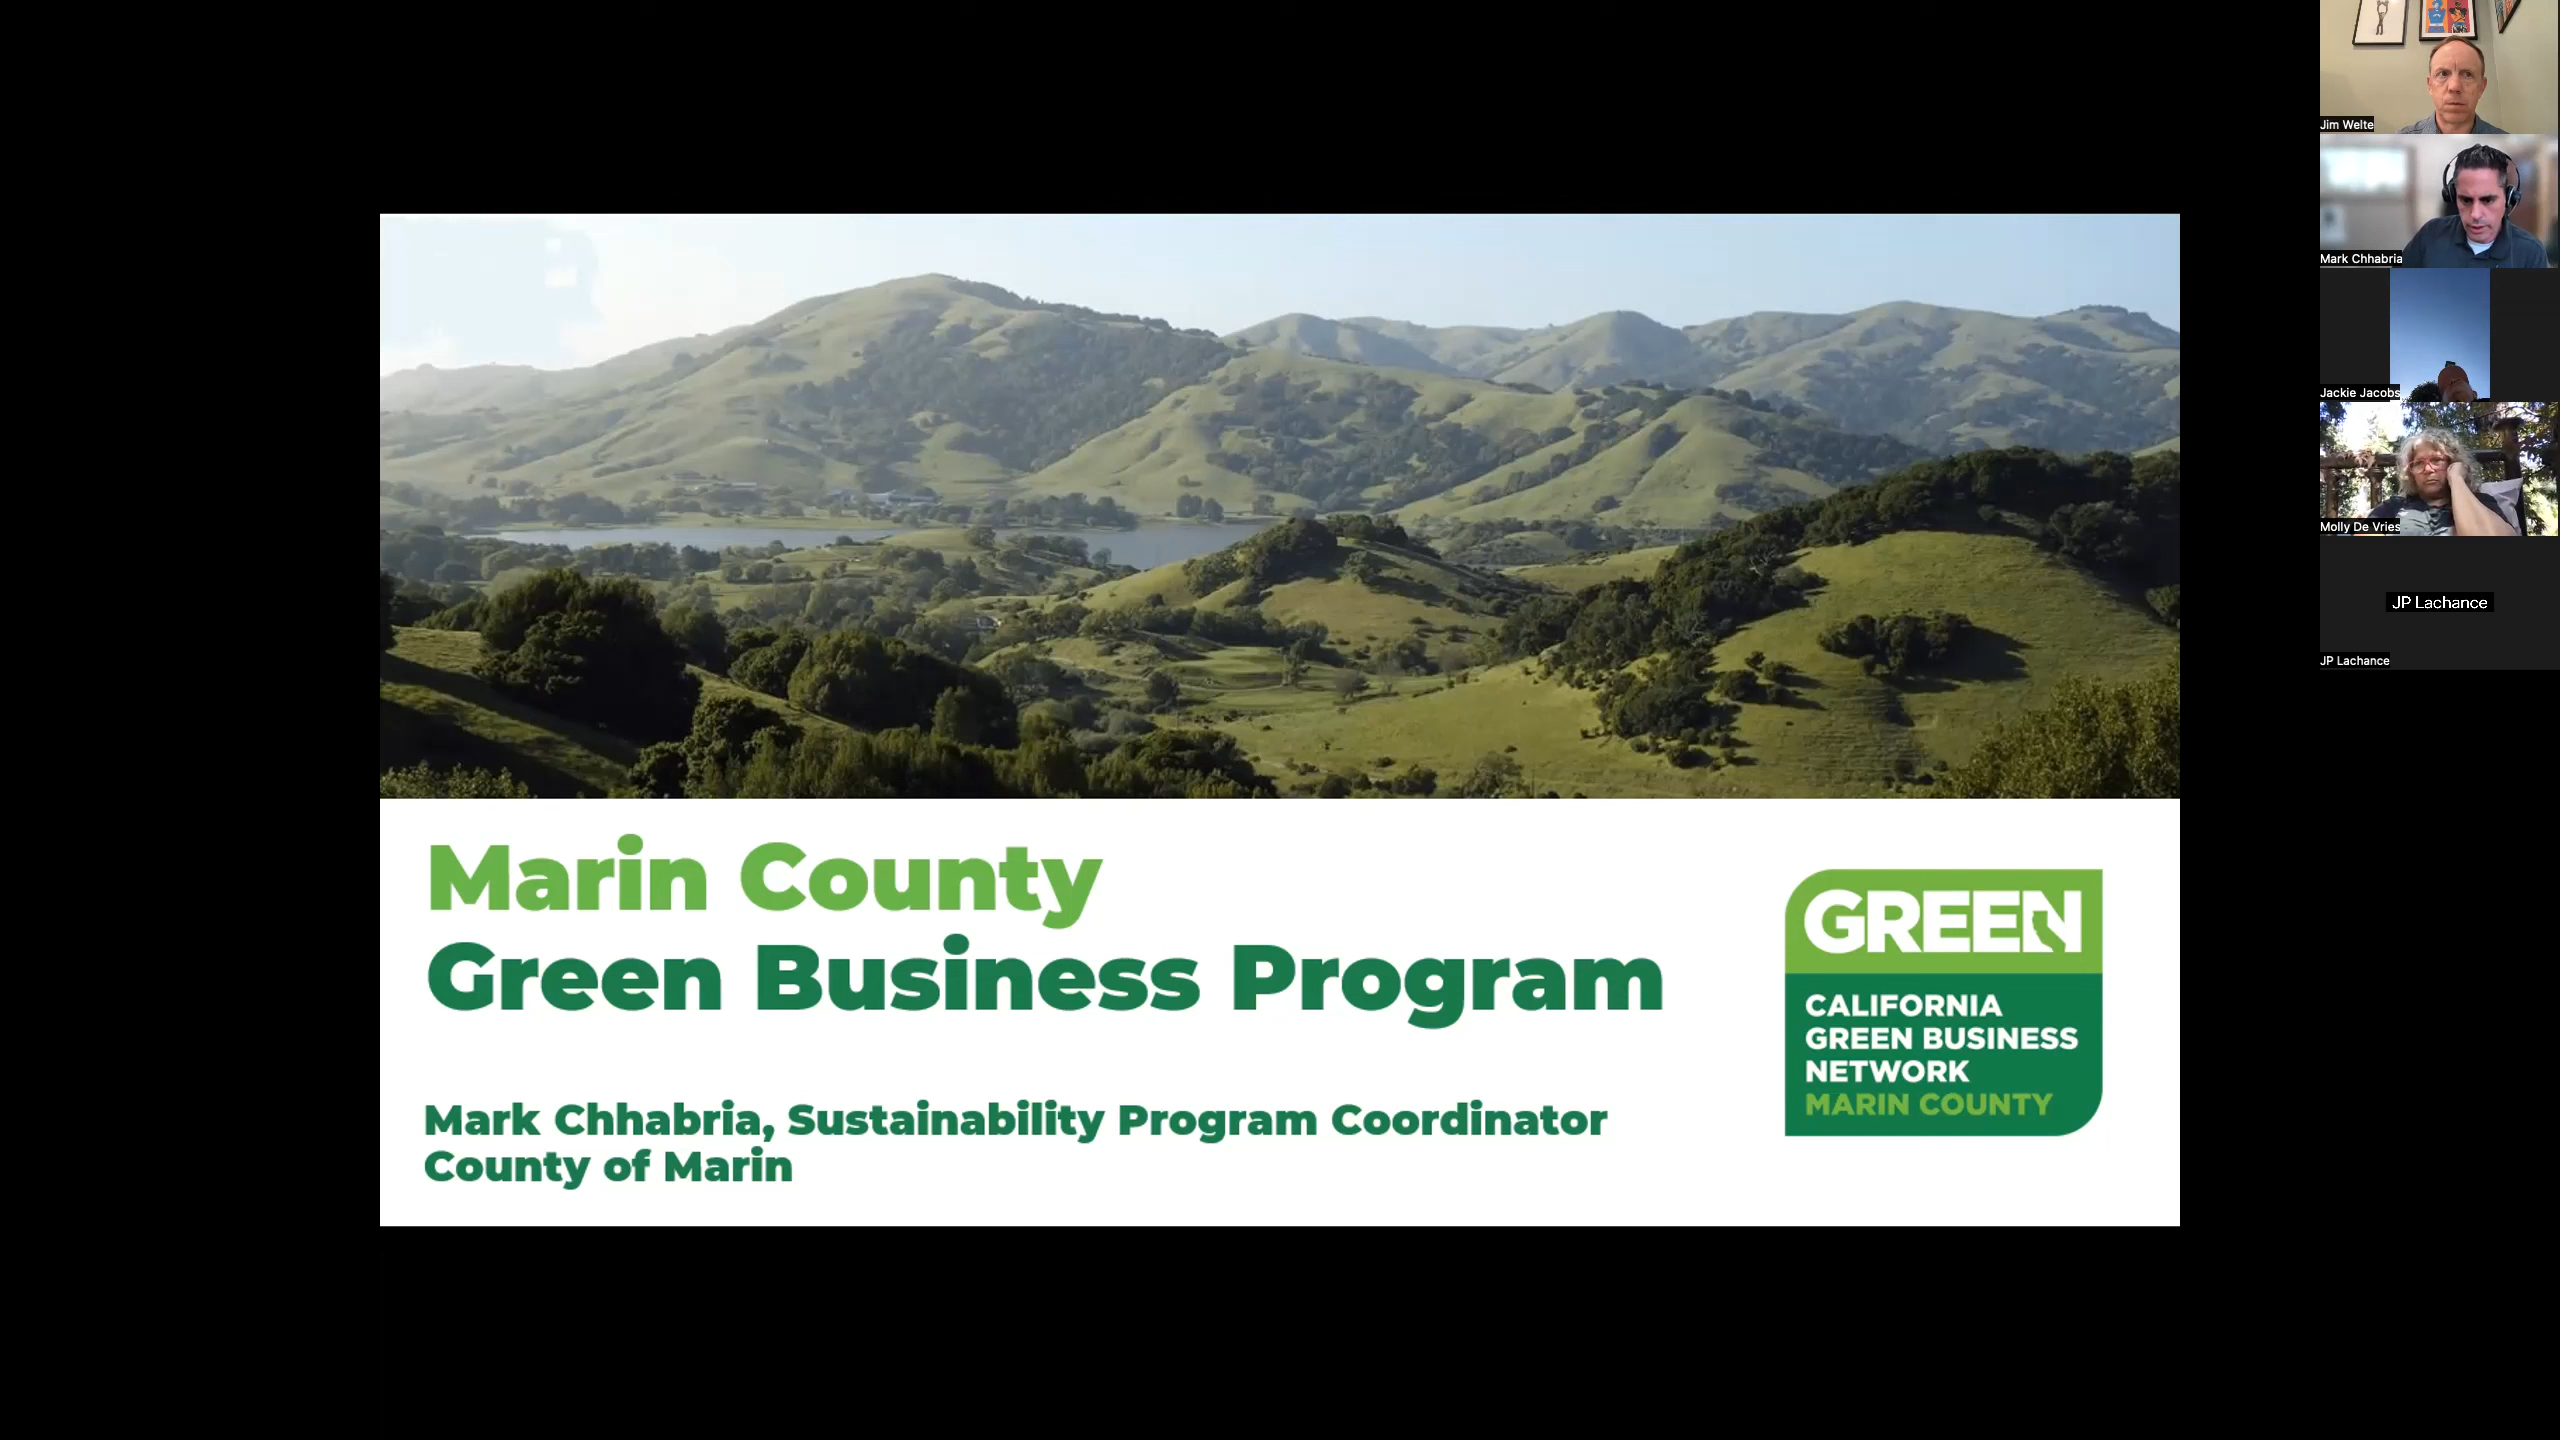 Marin County
Green Business Program
Mark Chhabria, Sustainability Program Coordinator
County of Marin
GREEN
CALIFORNIA
GREEN BUSINESS
NETWORK
MARIN COUNTY
Jim Welte
Mark Chhabria
Jackie Jacobs
Molly De Vries
JP Lachance
JP Lachance